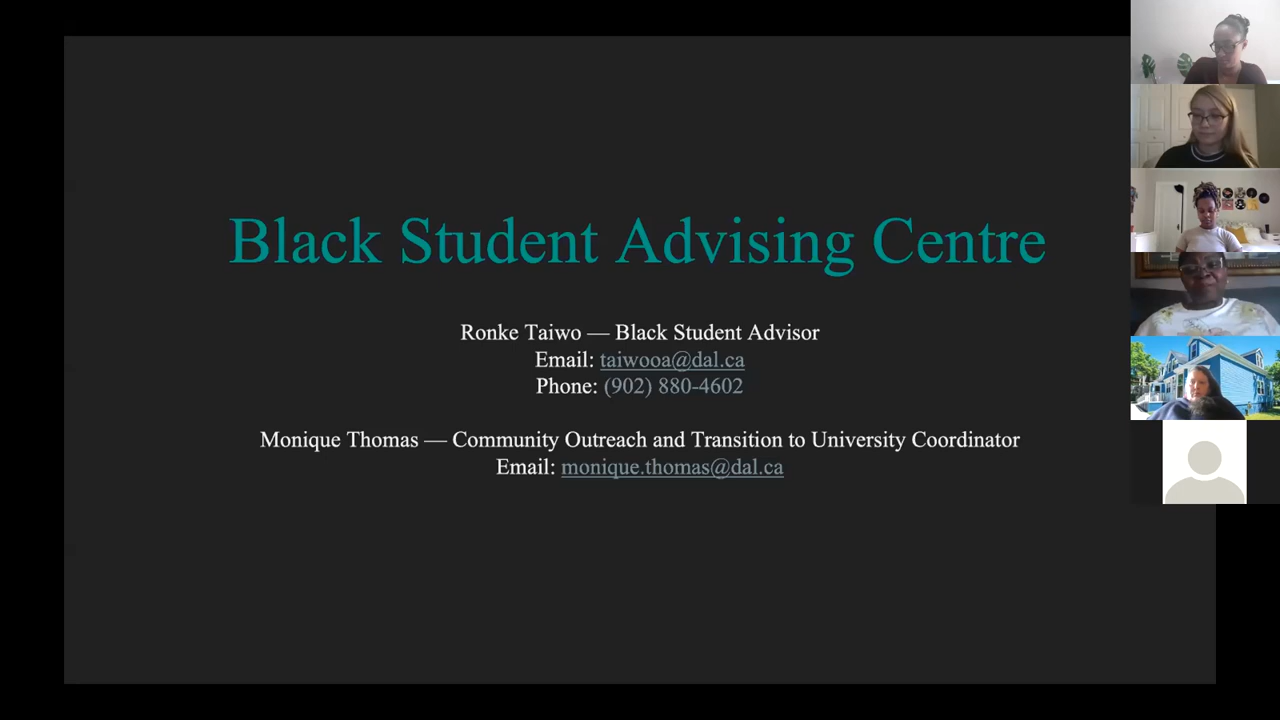 Black Student Advising Centre
Ronke Taiwo — Black Student Advisor
Email: taiwooa@dal.ca
Phone: (902) 880-4602
Monique Thomas — Community Outreach and Transition to University Coordinator
Email: monique.thomas@dal.ca